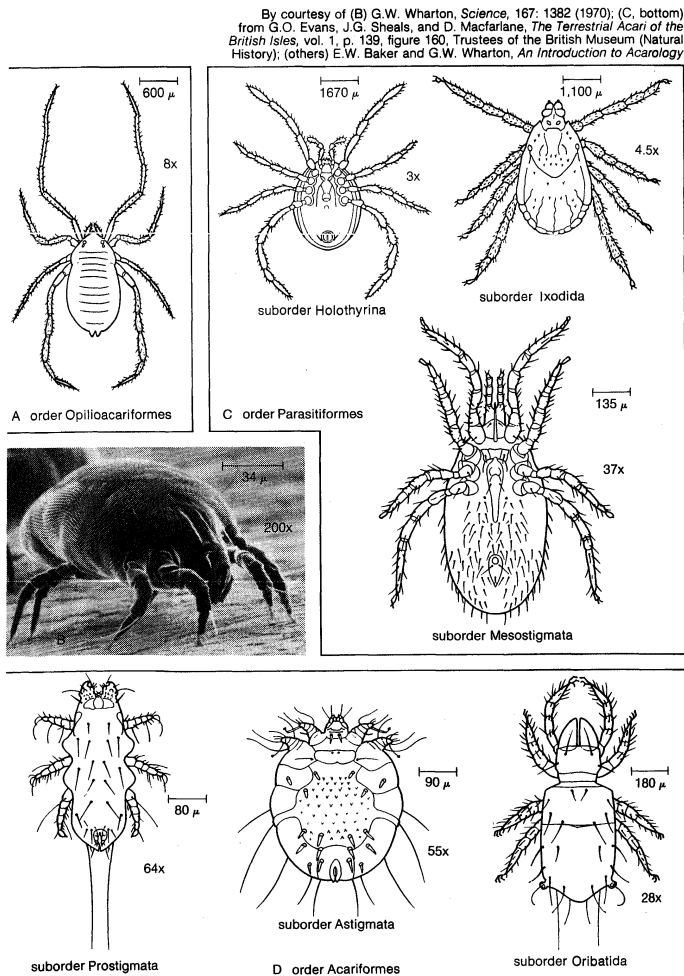 By courtesy of (B) G.W. Wharton, Science, 167: 1382 (1970); (C, bottom)
from G.O. Evans, J.G. Sheals, and D. Macfarlane, The Terrestrial Acari of the
British Isles, vol. 1, p. 139, figure 160, Trustees of the British Museum (Natural
History); (others) E.W. Baker and G.W. Wharton, An Introduction to Acarology
600 μ
8x
A order Opilioacariformes
1670 μ
3x
suborder Holothyrina
1,100 μ
4.5x
suborder Ixodida
C order Parasitiformes
135 μ
37x
suborder Mesostigmata
34 μ
200x
B
80 μ
64x
suborder Prostigmata
90 μ
55x
suborder Astigmata
180 μ
28x
suborder Oribatida
D order Acariformes